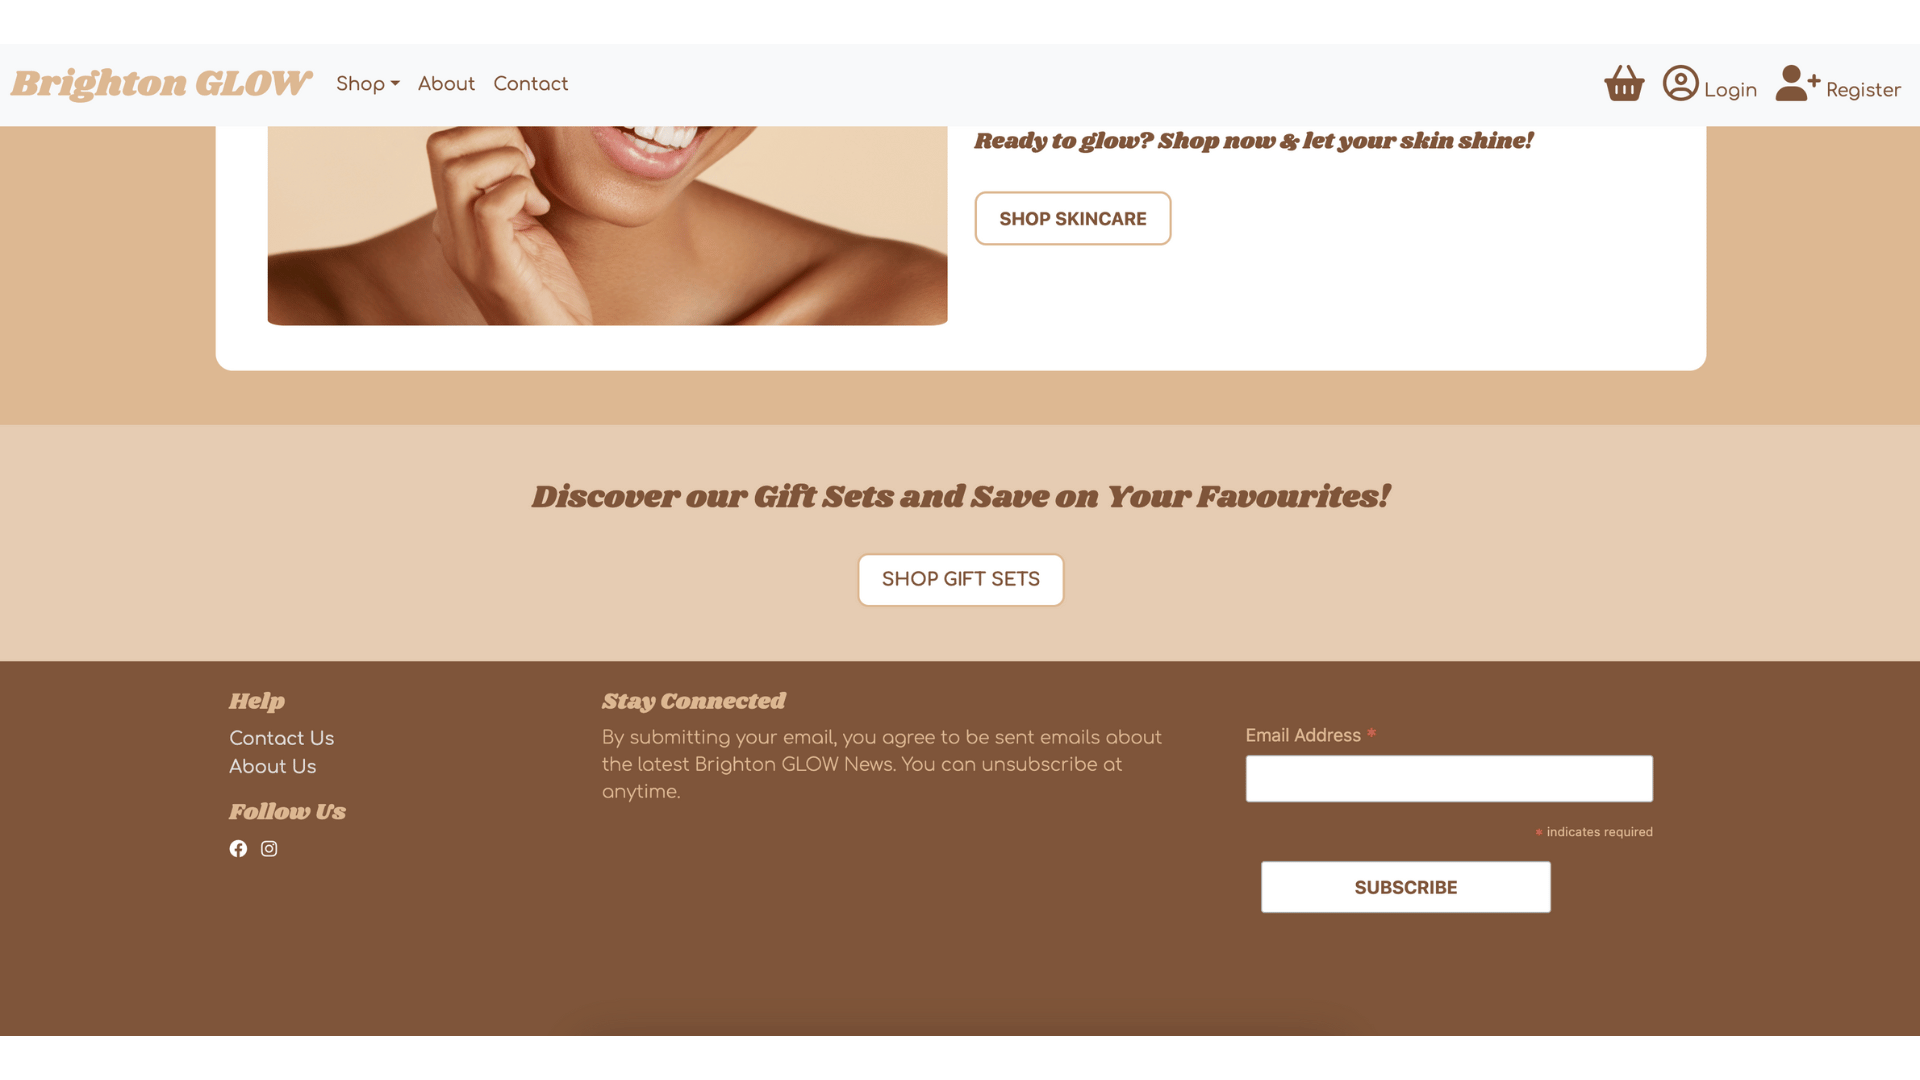 Brighton GLOW
Shop
About
Contact
Login
Register
Ready to glow? Shop now & let your skin shine!
SHOP SKINCARE
Discover our Gift Sets and Save on Your Favourites!
SHOP GIFT SETS
Help
Contact Us
About Us
Follow Us
Stay Connected
By submitting your email, you agree to be sent emails about
the latest Brighton GLOW News. You can unsubscribe at
anytime.
Email Address *
* indicates required
SUBSCRIBE